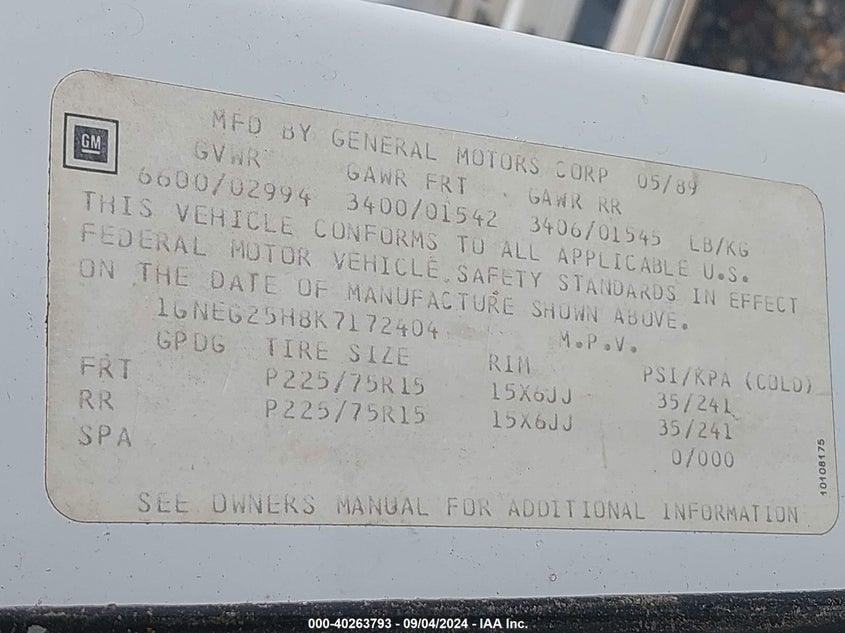 GM
MFD BY GENERAL MOTORS CORP 05/89
GVWR GAWR FRT GAWR RR
6600/02994 3400/01542 3406/01545 LB/KG
THIS VEHICLE CONFORMS TO ALL APPLICABLE U.S.
FEDERAL MOTOR VEHICLE SAFETY STANDARDS IN EFFECT
ON THE DATE OF MANUFACTURE SHOWN ABOVE.
1GNEG25H8K7172404 M.P.V.
GPDG TIRE SIZE RIM PSI/KPA (COLD)
FRT P225/75R15 15X6JJ 35/241
RR P225/75R15 15X6JJ 35/241
SPA 0/000
SEE OWNERS MANUAL FOR ADDITIONAL INFORMATION
10108175
000-40263793 - 09/04/2024 - IAA Inc.